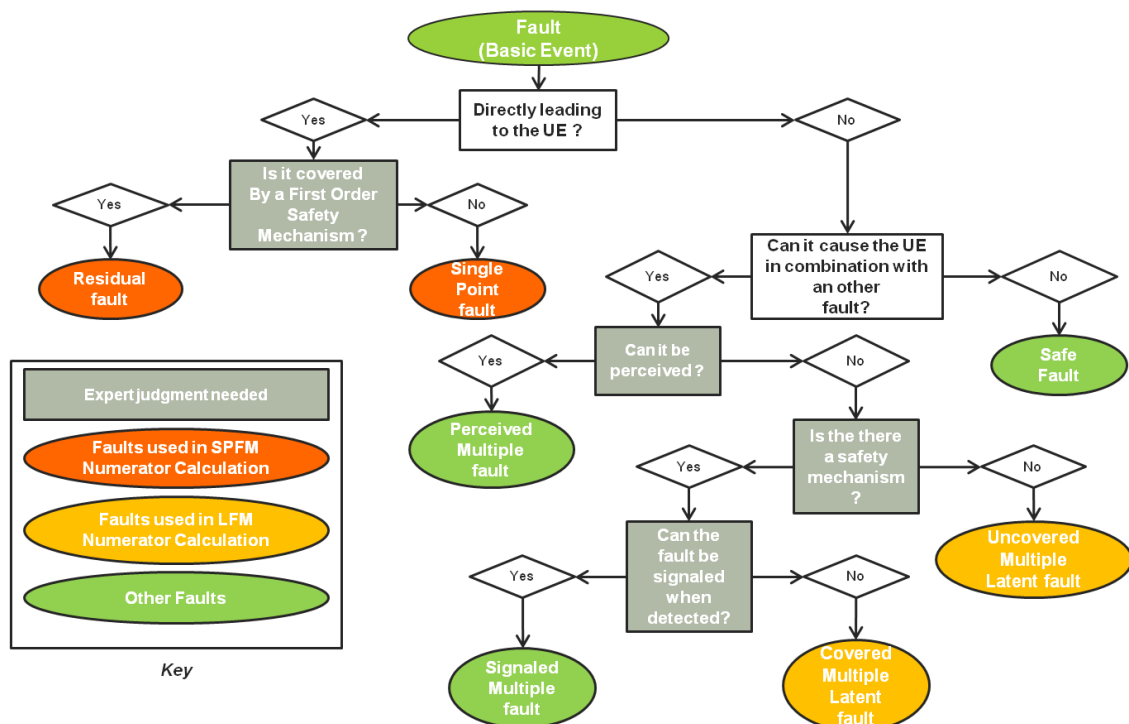 Fault
(Basic Event)
Directly leading
to the UE ?
Yes
No
Is it covered
By a First Order
Safety
Mechanism ?
Yes
No
Residual
fault
Single
Point
fault
Can it cause the UE
in combination with
an other
fault?
Yes
No
Safe
Fault
Can it be
perceived ?
Yes
No
Perceived
Multiple
fault
Is the there
a safety
mechanism
?
Yes
No
Uncovered
Multiple
Latent fault
Can the
fault be
signaled
when
detected?
Yes
No
Signaled
Multiple
fault
Covered
Multiple
Latent
fault
Expert judgment needed
Faults used in SPFM
Numerator Calculation
Faults used in LFM
Numerator Calculation
Other Faults
Key